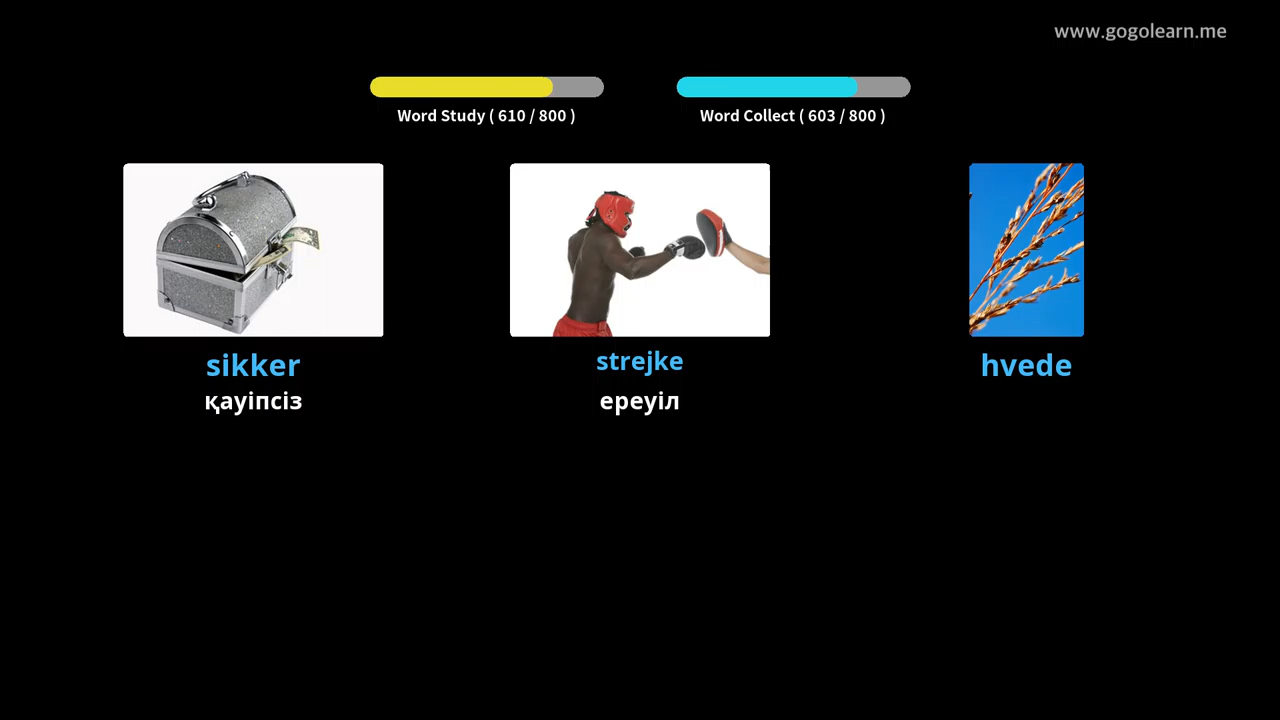 www.gogolearn.me
Word Study ( 610 / 800 )
Word Collect ( 603 / 800 )
sikker
қауіпсіз
strejke
ереуіл
hvede